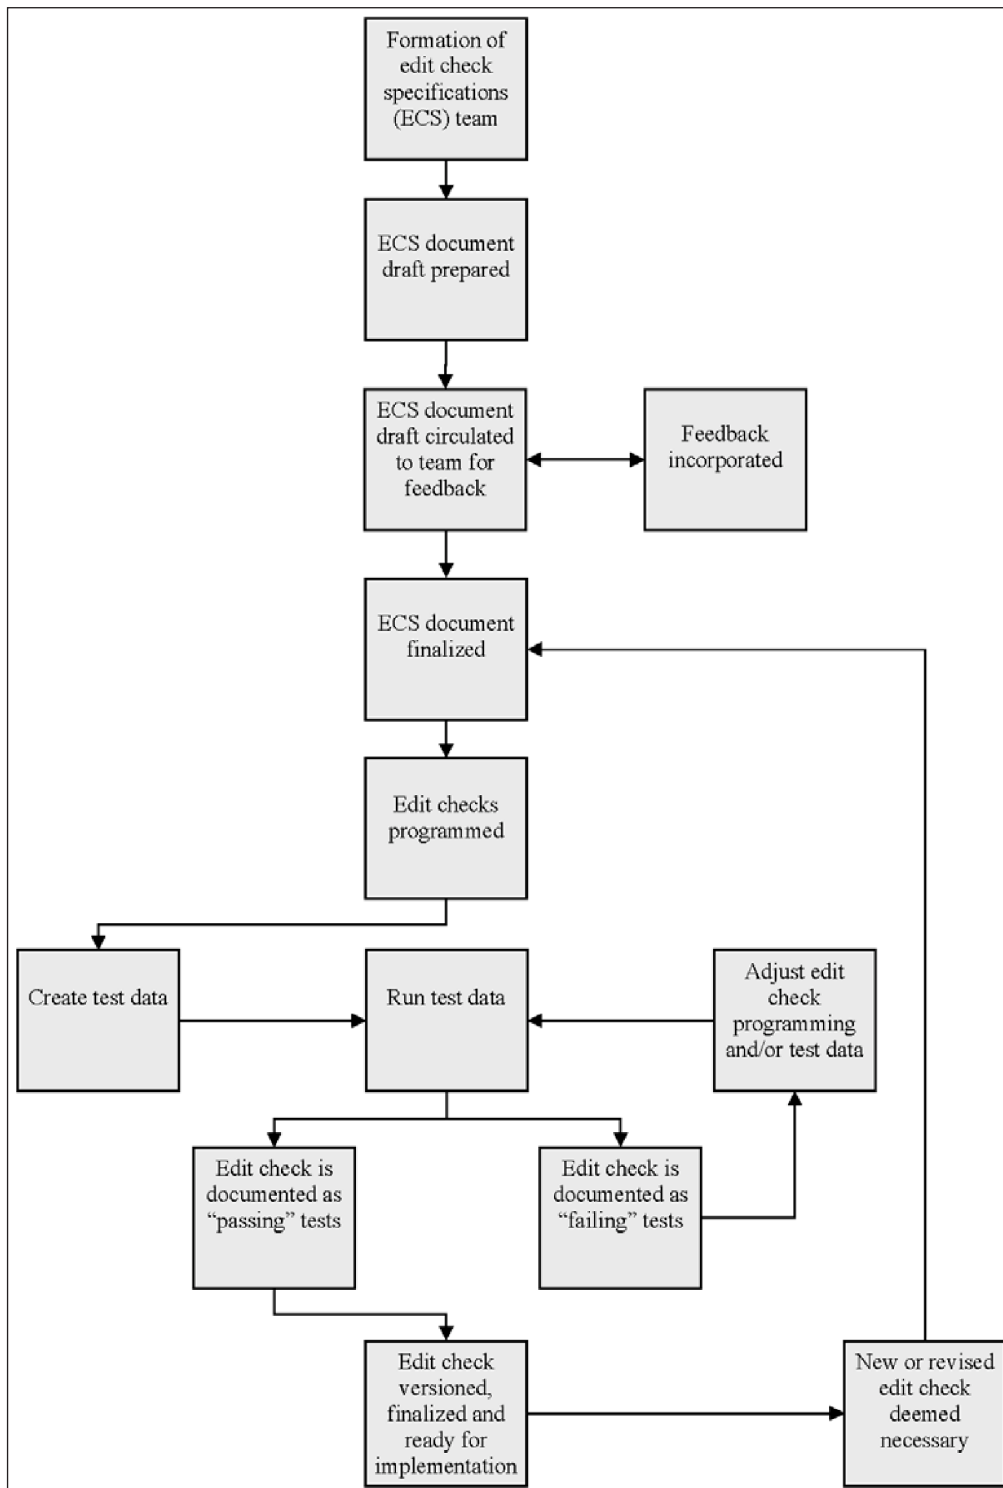 Formation of
edit check
specifications
(ECS) team
ECS document
draft prepared
ECS document
draft circulated
to team for
feedback
Feedback
incorporated
ECS document
finalized
Edit checks
programmed
Create test data
Run test data
Adjust edit
check
programming
and/or test data
Edit check is
documented as
“passing” tests
Edit check is
documented as
“failing” tests
Edit check
versioned,
finalized and
ready for
implementation
New or revised
edit check
deemed
necessary